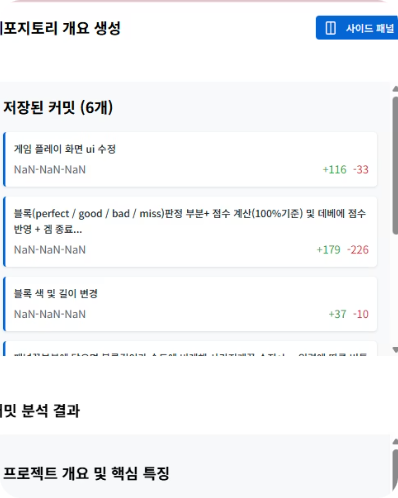 포지토리 개요 생성
사이드 패널
저장된 커밋 (6개)
게임 플레이 화면 ui 수정
NaN-NaN-NaN +116 -33
블록(perfect / good / bad / miss)판정 부분+ 점수 계산(100%기준) 및 데베에 점수
반영 + 겜 종료...
NaN-NaN-NaN +179 -226
블록 색 및 길이 변경
NaN-NaN-NaN +37 -10
밋 분석 결과
프로젝트 개요 및 핵심 특징